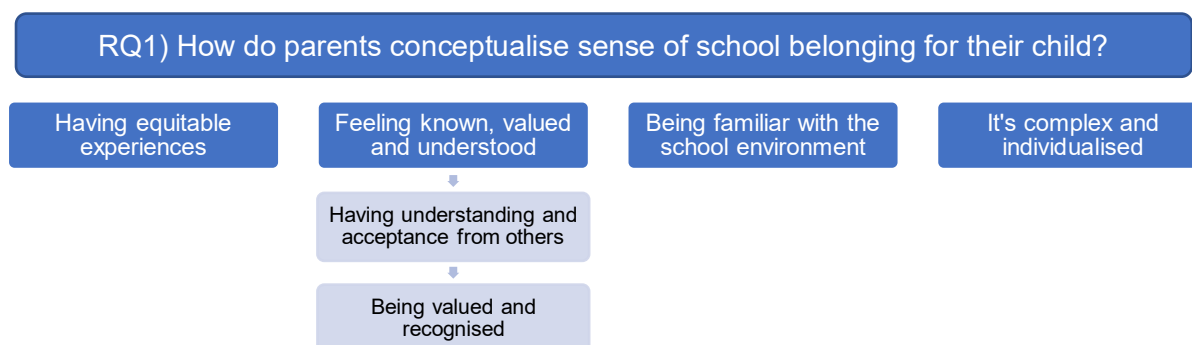 RQ1) How do parents conceptualise sense of school belonging for their child?
Having equitable
experiences
Feeling known, valued
and understood
Being familiar with the
school environment
It's complex and
individualised
Having understanding and
acceptance from others
Being valued and
recognised